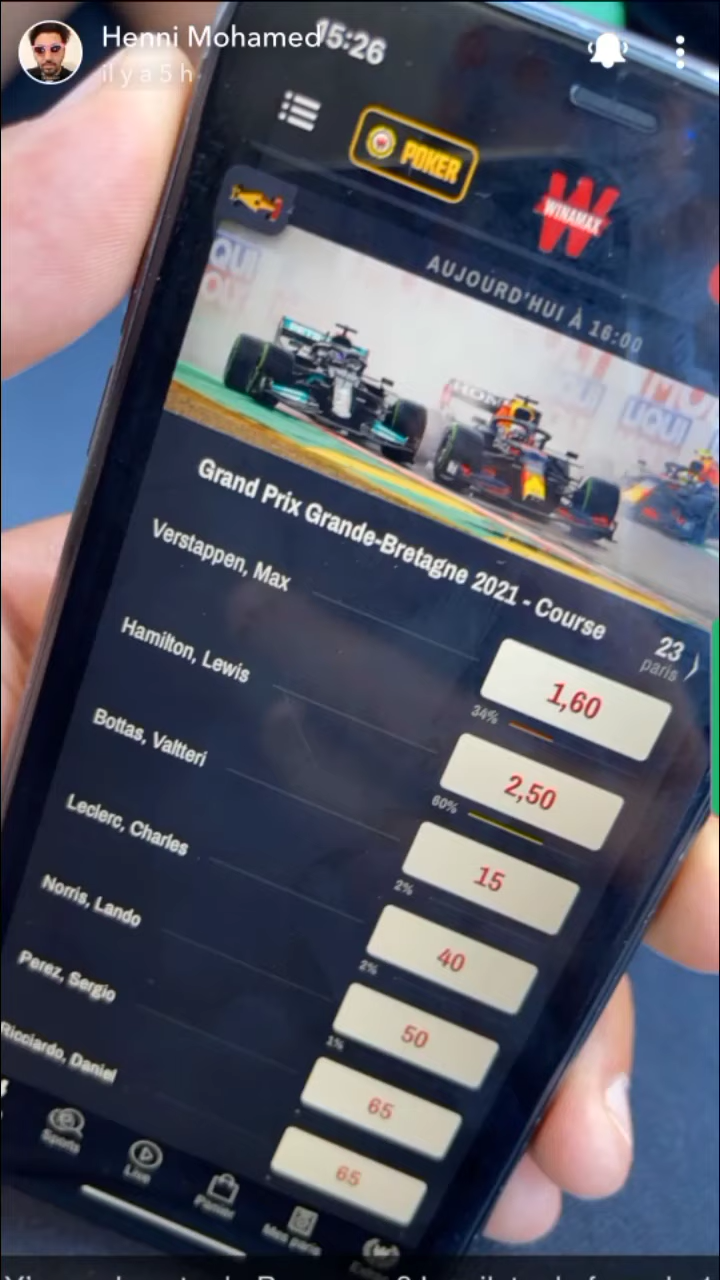 Henni Mohamed
il y a 5 h
15:26
POKER
WINAMAX
AUJOURD'HUI À 16:00
Grand Prix Grande-Bretagne 2021 - Course
23
paris
Verstappen, Max
1,60
34%
Hamilton, Lewis
2,50
60%
Bottas, Valtteri
15
2%
Leclerc, Charles
40
2%
Norris, Lando
50
1%
Perez, Sergio
65
Ricciardo, Daniel
65
Sports
Live
Panier
Mes paris